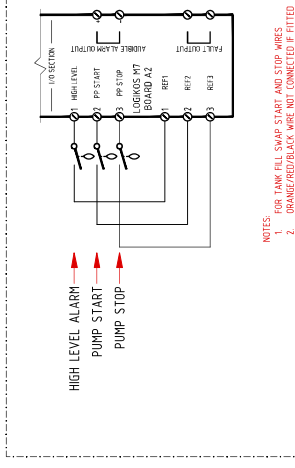 I/O SECTION
AUDIBLE ALARM OUTPUT
FAULT OUTPUT
HIGH LEVEL
PP START
PP STOP
LOGIKOS M7
BOARD A2
REF1
REF2
REF3
1
2
3
1
2
3
HIGH LEVEL ALARM
PUMP START
PUMP STOP
NOTES:
1. FOR TANK FILL SWAP START AND STOP WIRES
2. ORANGE/RED/BLACK WIRE NOT CONNECTED IF FITTED